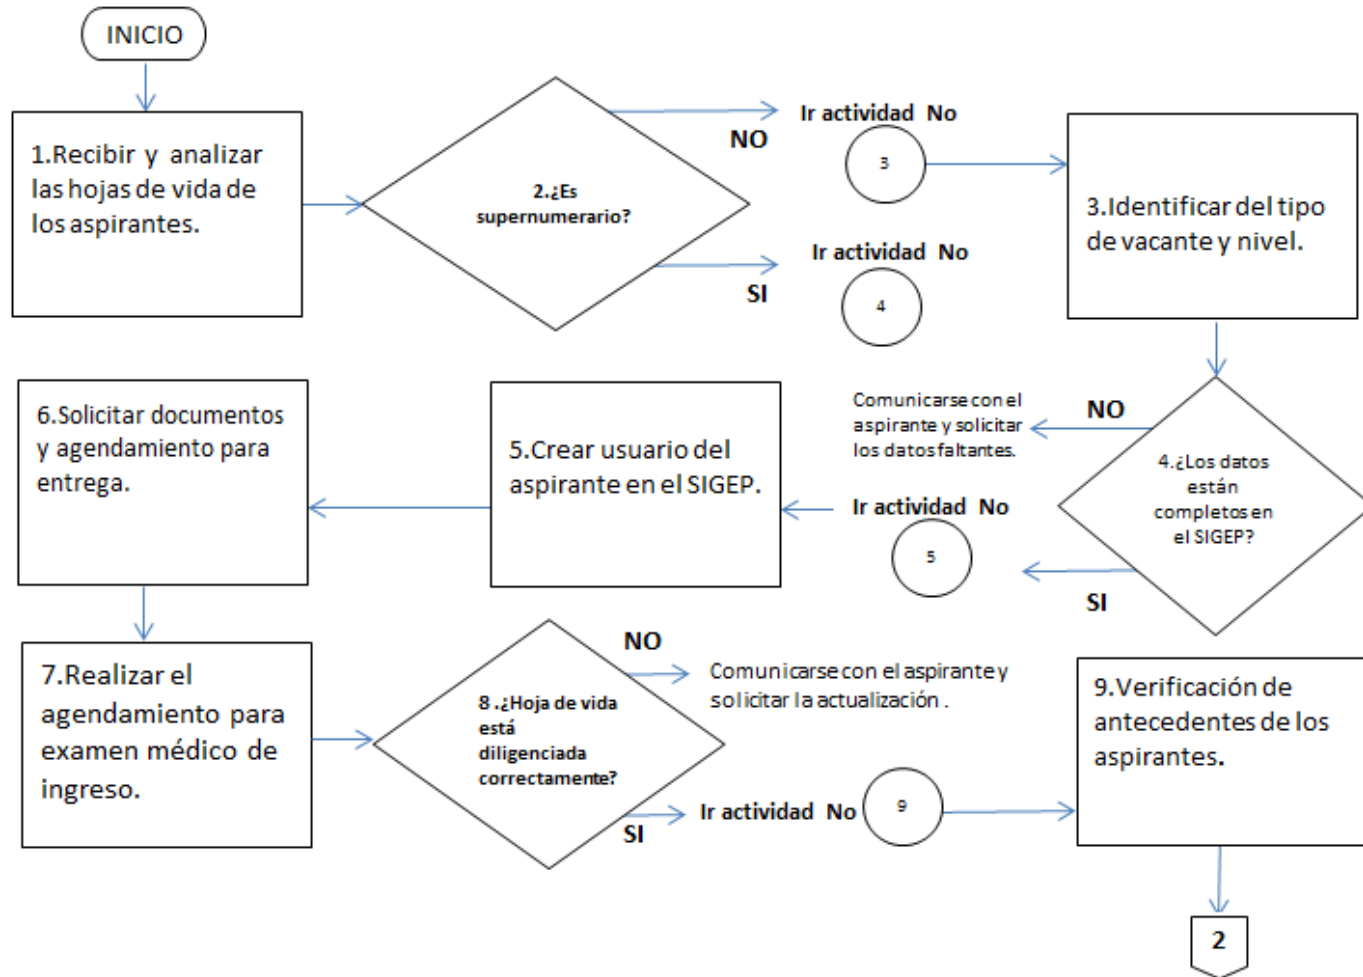 INICIO
1.Recibir y analizar
las hojas de vida de
los aspirantes.
2.¿Es
supernumerario?
NO
Ir actividad No
3
SI
Ir actividad No
4
3.Identificar del tipo
de vacante y nivel.
4.¿Los datos
están
completos en
el SIGEP?
NO
Comunicarse con el
aspirante y solicitar
los datos faltantes.
SI
Ir actividad No
5
5.Crear usuario del
aspirante en el SIGEP.
6.Solicitar documentos
y agendamiento para
entrega.
7.Realizar el
agendamiento para
examen médico de
ingreso.
8.¿Hoja de vida
está
diligenciada
correctamente?
NO
Comunicarse con el aspirante y
solicitar la actualización .
SI
Ir actividad No
9
9.Verificación de
antecedentes de los
aspirantes.
2